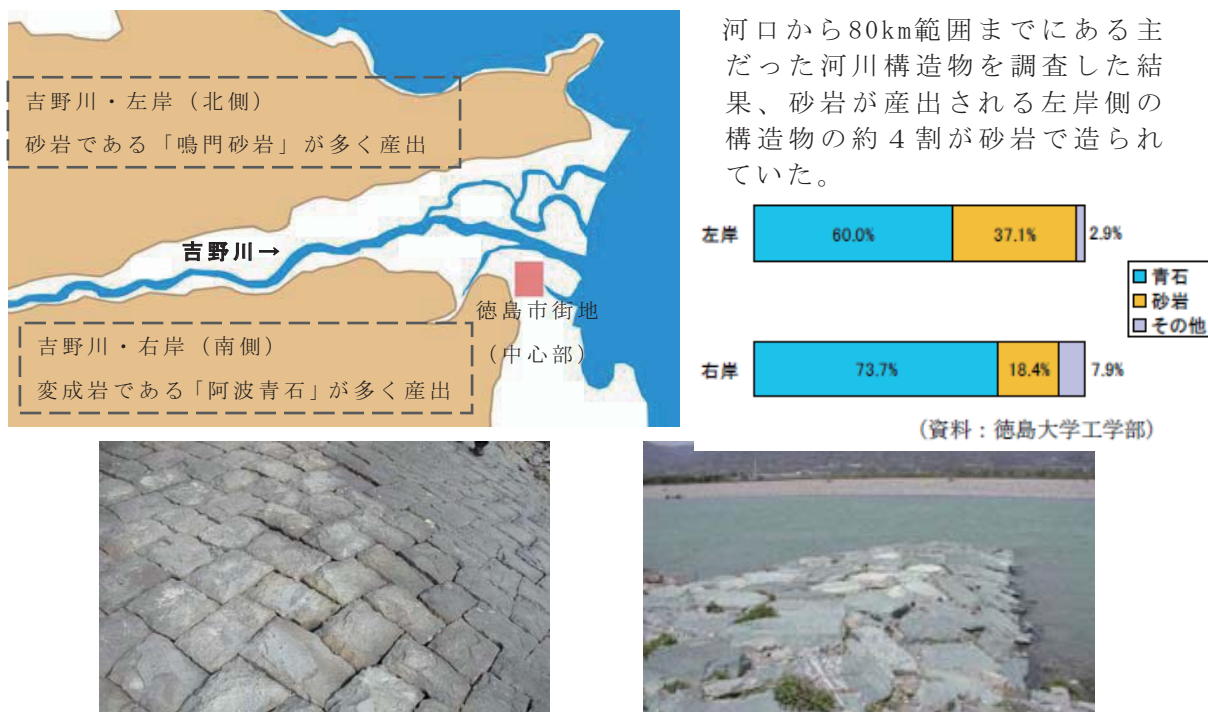 吉野川・左岸（北側）
砂岩である「鳴門砂岩」が多く産出
吉野川→
徳島市街地
（中心部）
吉野川・右岸（南側）
変成岩である「阿波青石」が多く産出
河口から80km範囲までにある主
だった河川構造物を調査した結
果、砂岩が産出される左岸側の
構造物の約４割が砂岩で造られ
ていた。
左岸 60.0% 37.1% 2.9%
青石
砂岩
その他
右岸 73.7% 18.4% 7.9%
（資料：徳島大学工学部）